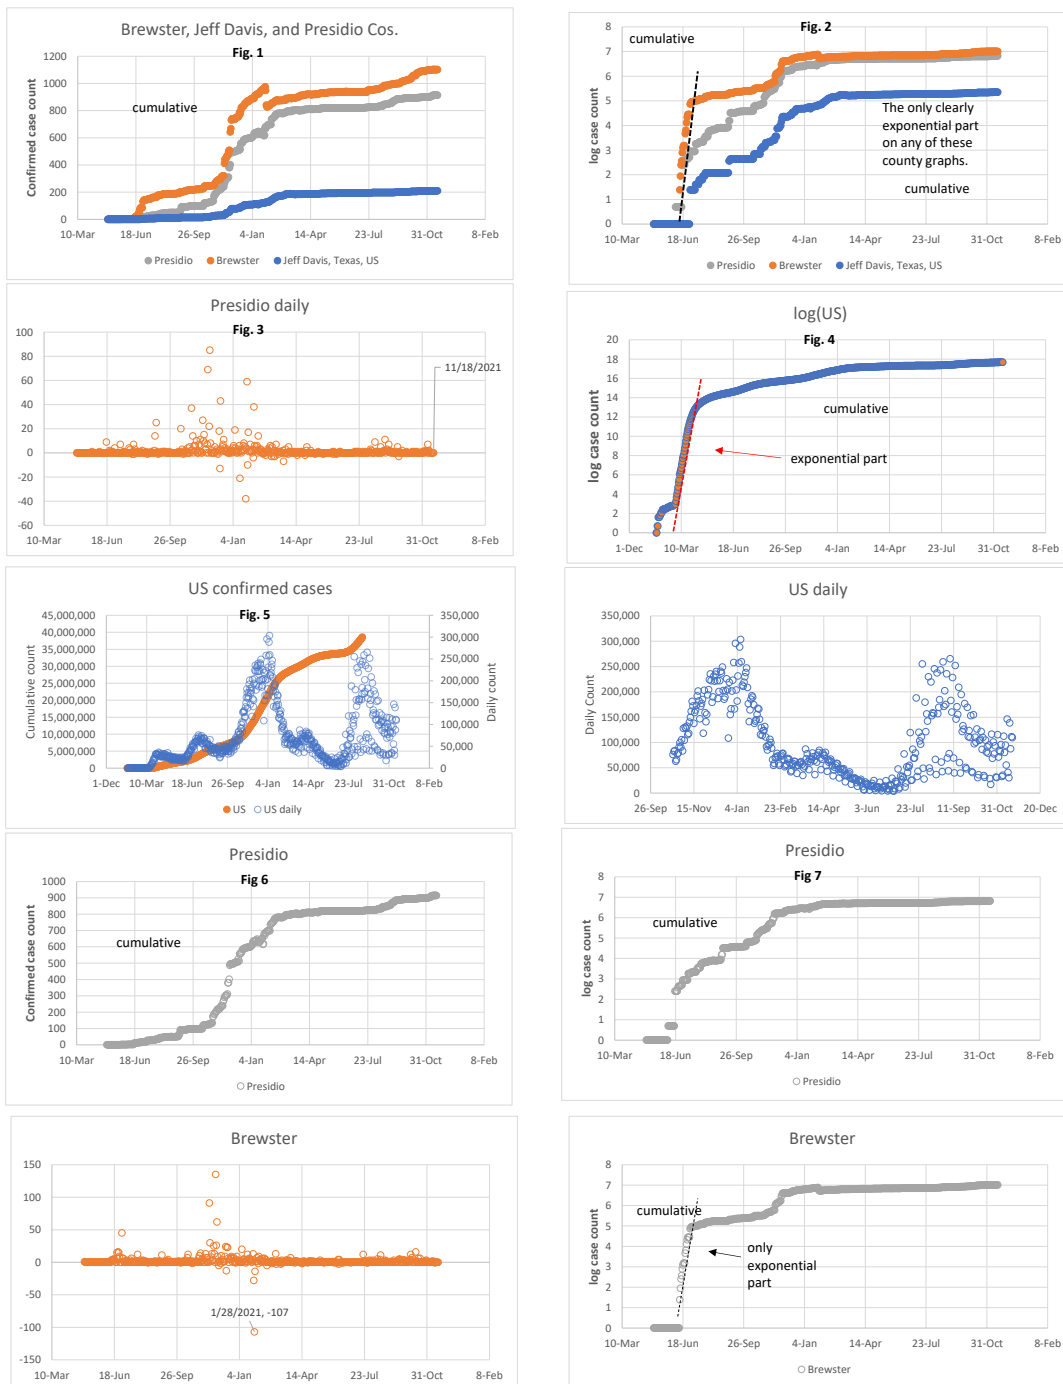 Brewster, Jeff Davis, and Presidio Cos.
Fig. 1
1200
1000
800
600
400
200
0
Confirmed case count
cumulative
10-Mar 18-Jun 26-Sep 4-Jan 14-Apr 23-Jul 31-Oct 8-Feb
Presidio Brewster Jeff Davis, Texas, US
Fig. 2
cumulative
8
7
6
5
4
3
2
1
0
log case count
The only clearly
exponential part
on any of these
county graphs.
cumulative
10-Mar 18-Jun 26-Sep 4-Jan 14-Apr 23-Jul 31-Oct 8-Feb
Presidio Brewster Jeff Davis, Texas, US
Presidio daily
Fig. 3
100
80
60
40
20
0
-20
-40
-60
11/18/2021
10-Mar 18-Jun 26-Sep 4-Jan 14-Apr 23-Jul 31-Oct 8-Feb
log(US)
Fig. 4
20
18
16
14
12
10
8
6
4
2
0
log case count
cumulative
exponential part
1-Dec 10-Mar 18-Jun 26-Sep 4-Jan 14-Apr 23-Jul 31-Oct 8-Feb
US confirmed cases
Fig. 5
45,000,000
40,000,000
35,000,000
30,000,000
25,000,000
20,000,000
15,000,000
10,000,000
5,000,000
0
Cumulative count
350,000
300,000
250,000
200,000
150,000
100,000
50,000
0
Daily count
1-Dec 10-Mar 18-Jun 26-Sep 4-Jan 14-Apr 23-Jul 31-Oct 8-Feb
US US daily
US daily
350,000
300,000
250,000
200,000
150,000
100,000
50,000
0
Daily Count
26-Sep 15-Nov 4-Jan 23-Feb 14-Apr 3-Jun 23-Jul 11-Sep 31-Oct 20-Dec
Presidio
Fig 6
1000
900
800
700
600
500
400
300
200
100
0
Confirmed case count
cumulative
10-Mar 18-Jun 26-Sep 4-Jan 14-Apr 23-Jul 31-Oct 8-Feb
Presidio
Presidio
Fig 7
8
7
6
5
4
3
2
1
0
log case count
cumulative
10-Mar 18-Jun 26-Sep 4-Jan 14-Apr 23-Jul 31-Oct 8-Feb
Presidio
Brewster
150
100
50
0
-50
-100
-150
1/28/2021, -107
10-Mar 18-Jun 26-Sep 4-Jan 14-Apr 23-Jul 31-Oct 8-Feb
Brewster
8
7
6
5
4
3
2
1
0
log case count
cumulative
only
exponential
part
10-Mar 18-Jun 26-Sep 4-Jan 14-Apr 23-Jul 31-Oct 8-Feb
Brewster